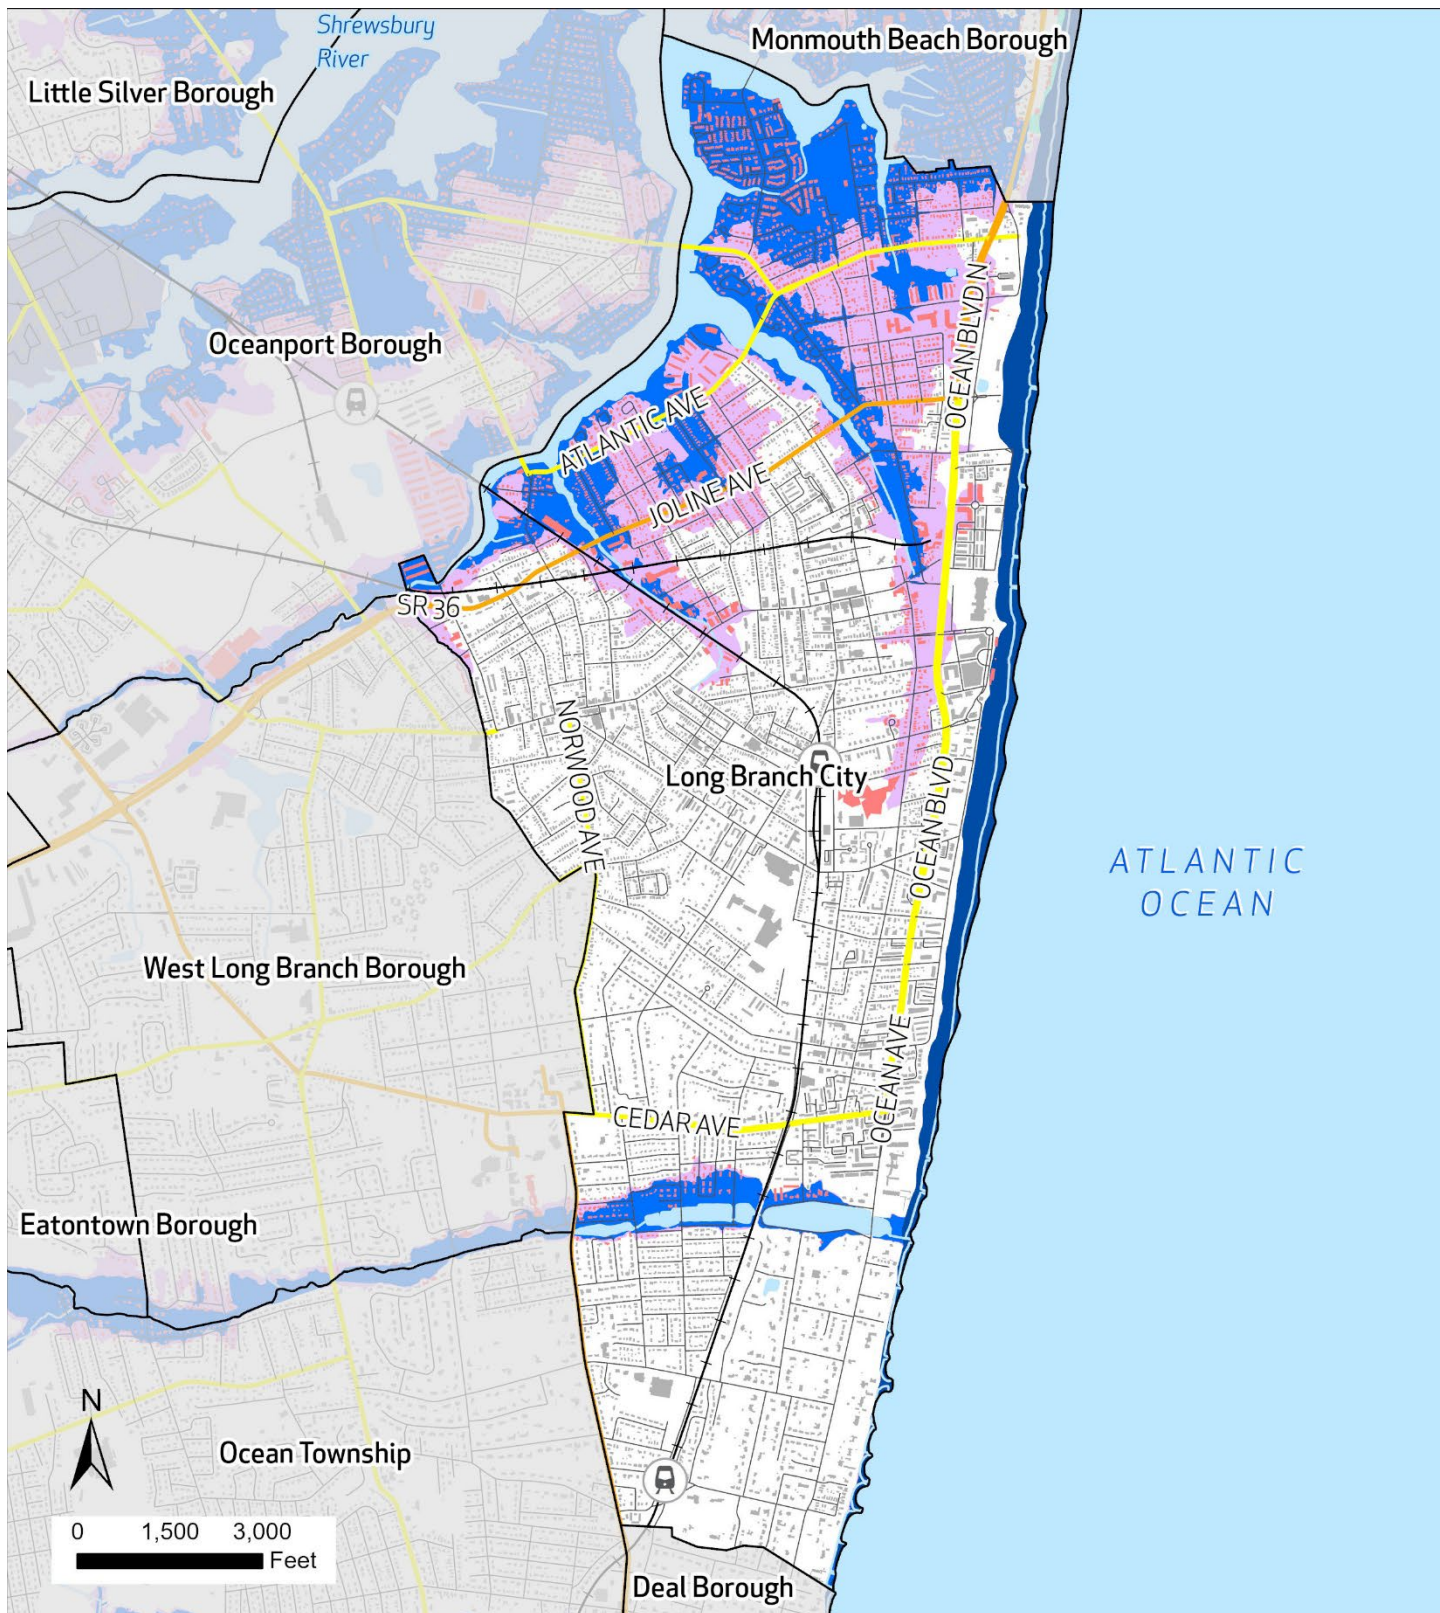 Shrewsbury
River
Monmouth Beach Borough
Little Silver Borough
OCEANBLVD N
Oceanport Borough
ATLANTIC AVE
JOLINE AVE
SR 36
NORWOOD AVE
Long Branch City
OCEAN BLVD
ATLANTIC
OCEAN
West Long Branch Borough
OCEAN AVE
CEDAR AVE
Eatontown Borough
N
Ocean Township
0 1,500 3,000
Feet
Deal Borough